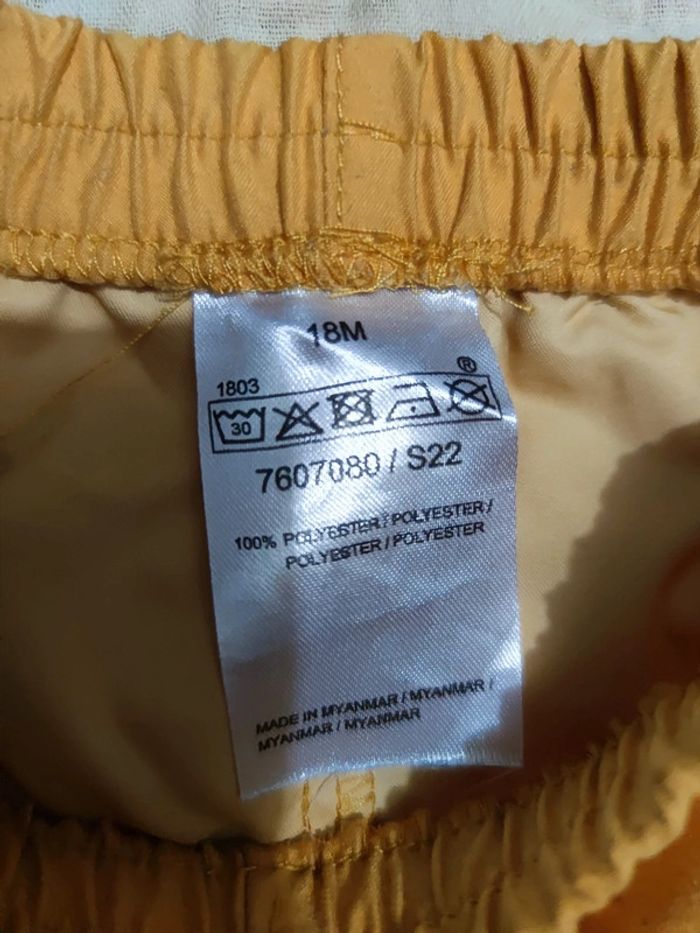 18M
1803
®
30
7607080 / S22
100% POLYESTER / POLYESTER /
POLYESTER / POLYESTER
MADE IN MYANMAR / MYANMAR /
MYANMAR / MYANMAR